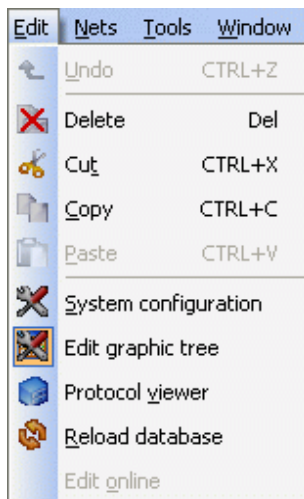 Edit Nets Tools Window
Undo CTRL+Z
Delete Del
Cut CTRL+X
Copy CTRL+C
Paste CTRL+V
System configuration
Edit graphic tree
Protocol viewer
Reload database
Edit online